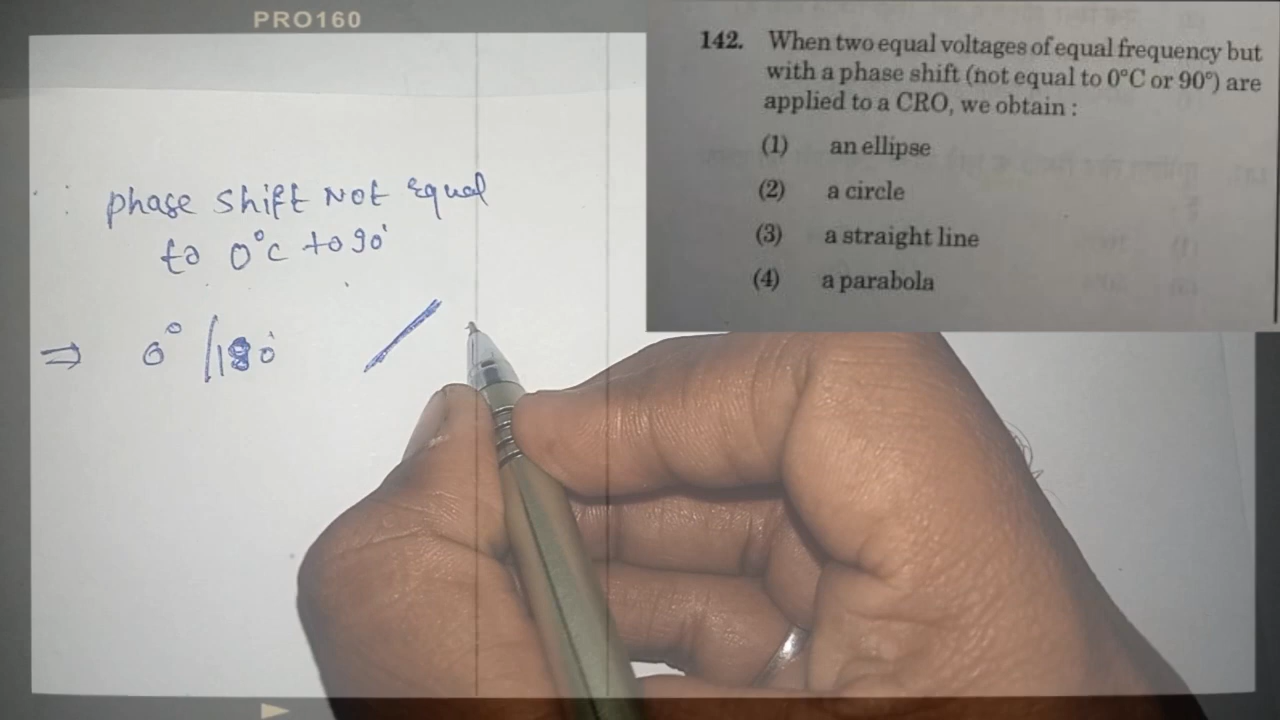 PRO160
142. When two equal voltages of equal frequency but
with a phase shift (not equal to 0°C or 90°) are
applied to a CRO, we obtain :
(1) an ellipse
(2) a circle
(3) a straight line
(4) a parabola
phase shift Not Equal
to 0°C to 90°
⇒ 0° /180°